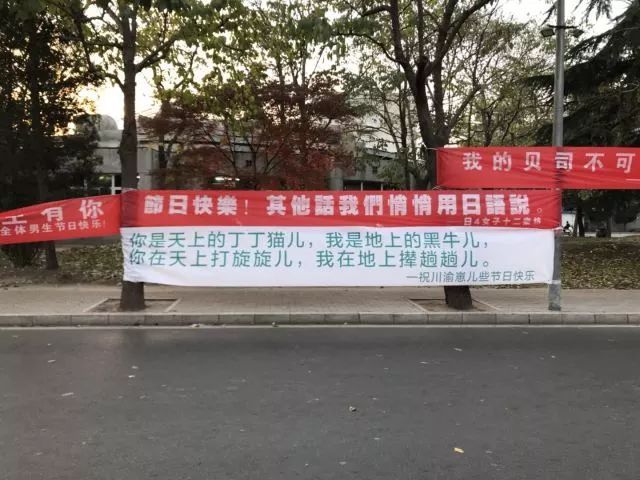 有你
全体男生节日快乐！
節日快樂！其他話我們悄悄用日語說。
日4女子十二
你是天上的丁丁猫儿，我是地上的黑牛儿，
你在天上打旋旋儿，我在地上撵趟趟儿。
—祝川渝崽儿些节日快乐
我的贝司不可